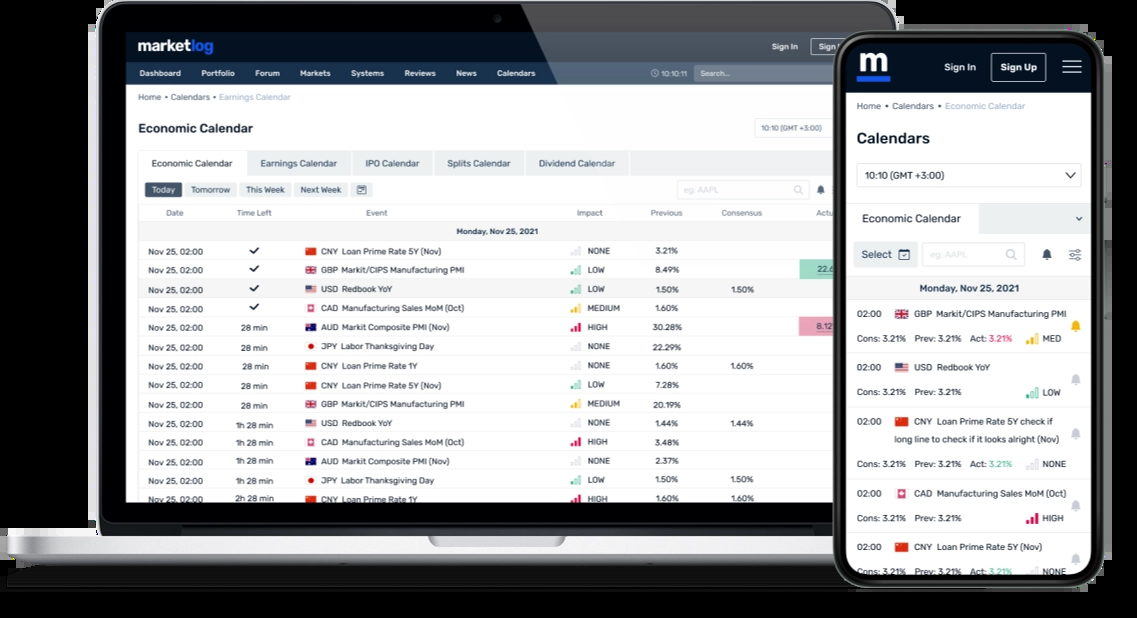 marketlog
Sign In
Dashboard Portfolio Forum Markets Systems Reviews News Calendars 10:10:11 Search...
Home • Calendars • Earnings Calendar
Economic Calendar 10:10 (GMT +3:00)
Economic Calendar Earnings Calendar IPO Calendar Splits Calendar Dividend Calendar
Today Tomorrow This Week Next Week eg: AAPL
Date Time Left Event Impact Previous Consensus
Monday, Nov 25, 2021
Nov 25, 02:00 CNY Loan Prime Rate 5Y (Nov) NONE 3.21%
Nov 25, 02:00 GBP Markit/CIPS Manufacturing PMI LOW 8.49%
Nov 25, 02:00 USD Redbook YoY LOW 1.50% 1.50%
Nov 25, 02:00 CAD Manufacturing Sales MoM (Oct) MEDIUM 1.60%
Nov 25, 02:00 28 min AUD Markit Composite PMI (Nov) HIGH 30.28% 8.12
Nov 25, 02:00 28 min JPY Labor Thanksgiving Day NONE 22.29%
Nov 25, 02:00 28 min CNY Loan Prime Rate 1Y NONE 1.60% 1.60%
Nov 25, 02:00 28 min CNY Loan Prime Rate 5Y (Nov) LOW 7.28%
Nov 25, 02:00 28 min GBP Markit/CIPS Manufacturing PMI MEDIUM 20.19%
Nov 25, 02:00 1h 28 min USD Redbook YoY NONE 1.44% 1.44%
Nov 25, 02:00 1h 28 min CAD Manufacturing Sales MoM (Oct) HIGH 3.48%
Nov 25, 02:00 1h 28 min AUD Markit Composite PMI (Nov) NONE 2.37%
Nov 25, 02:00 1h 28 min JPY Labor Thanksgiving Day LOW 1.50% 1.50%
Nov 25, 02:00 2h 28 min CNY Loan Prime Rate 1Y HIGH 1.60% 1.60%
m Sign In Sign Up
Home • Calendars • Economic Calendar
Calendars
10:10 (GMT +3:00)
Economic Calendar
Select eg: AAPL
Monday, Nov 25, 2021
02:00 GBP Markit/CIPS Manufacturing PMI
Cons: 3.21% Prev: 3.21% Act: 3.21% MED
02:00 USD Redbook YoY
Cons: 3.21% Prev: 3.21% LOW
02:00 CNY Loan Prime Rate 5Y check if
long line to check if it looks alright (Nov)
Cons: 3.21% Prev: 3.21% Act: 3.21% NONE
02:00 CAD Manufacturing Sales MoM (Oct)
Cons: 3.21% Prev: 3.21% HIGH
02:00 CNY Loan Prime Rate 5Y (Nov)
Cons: 3.21% Prev: 3.21% Act: 3.21% NONE